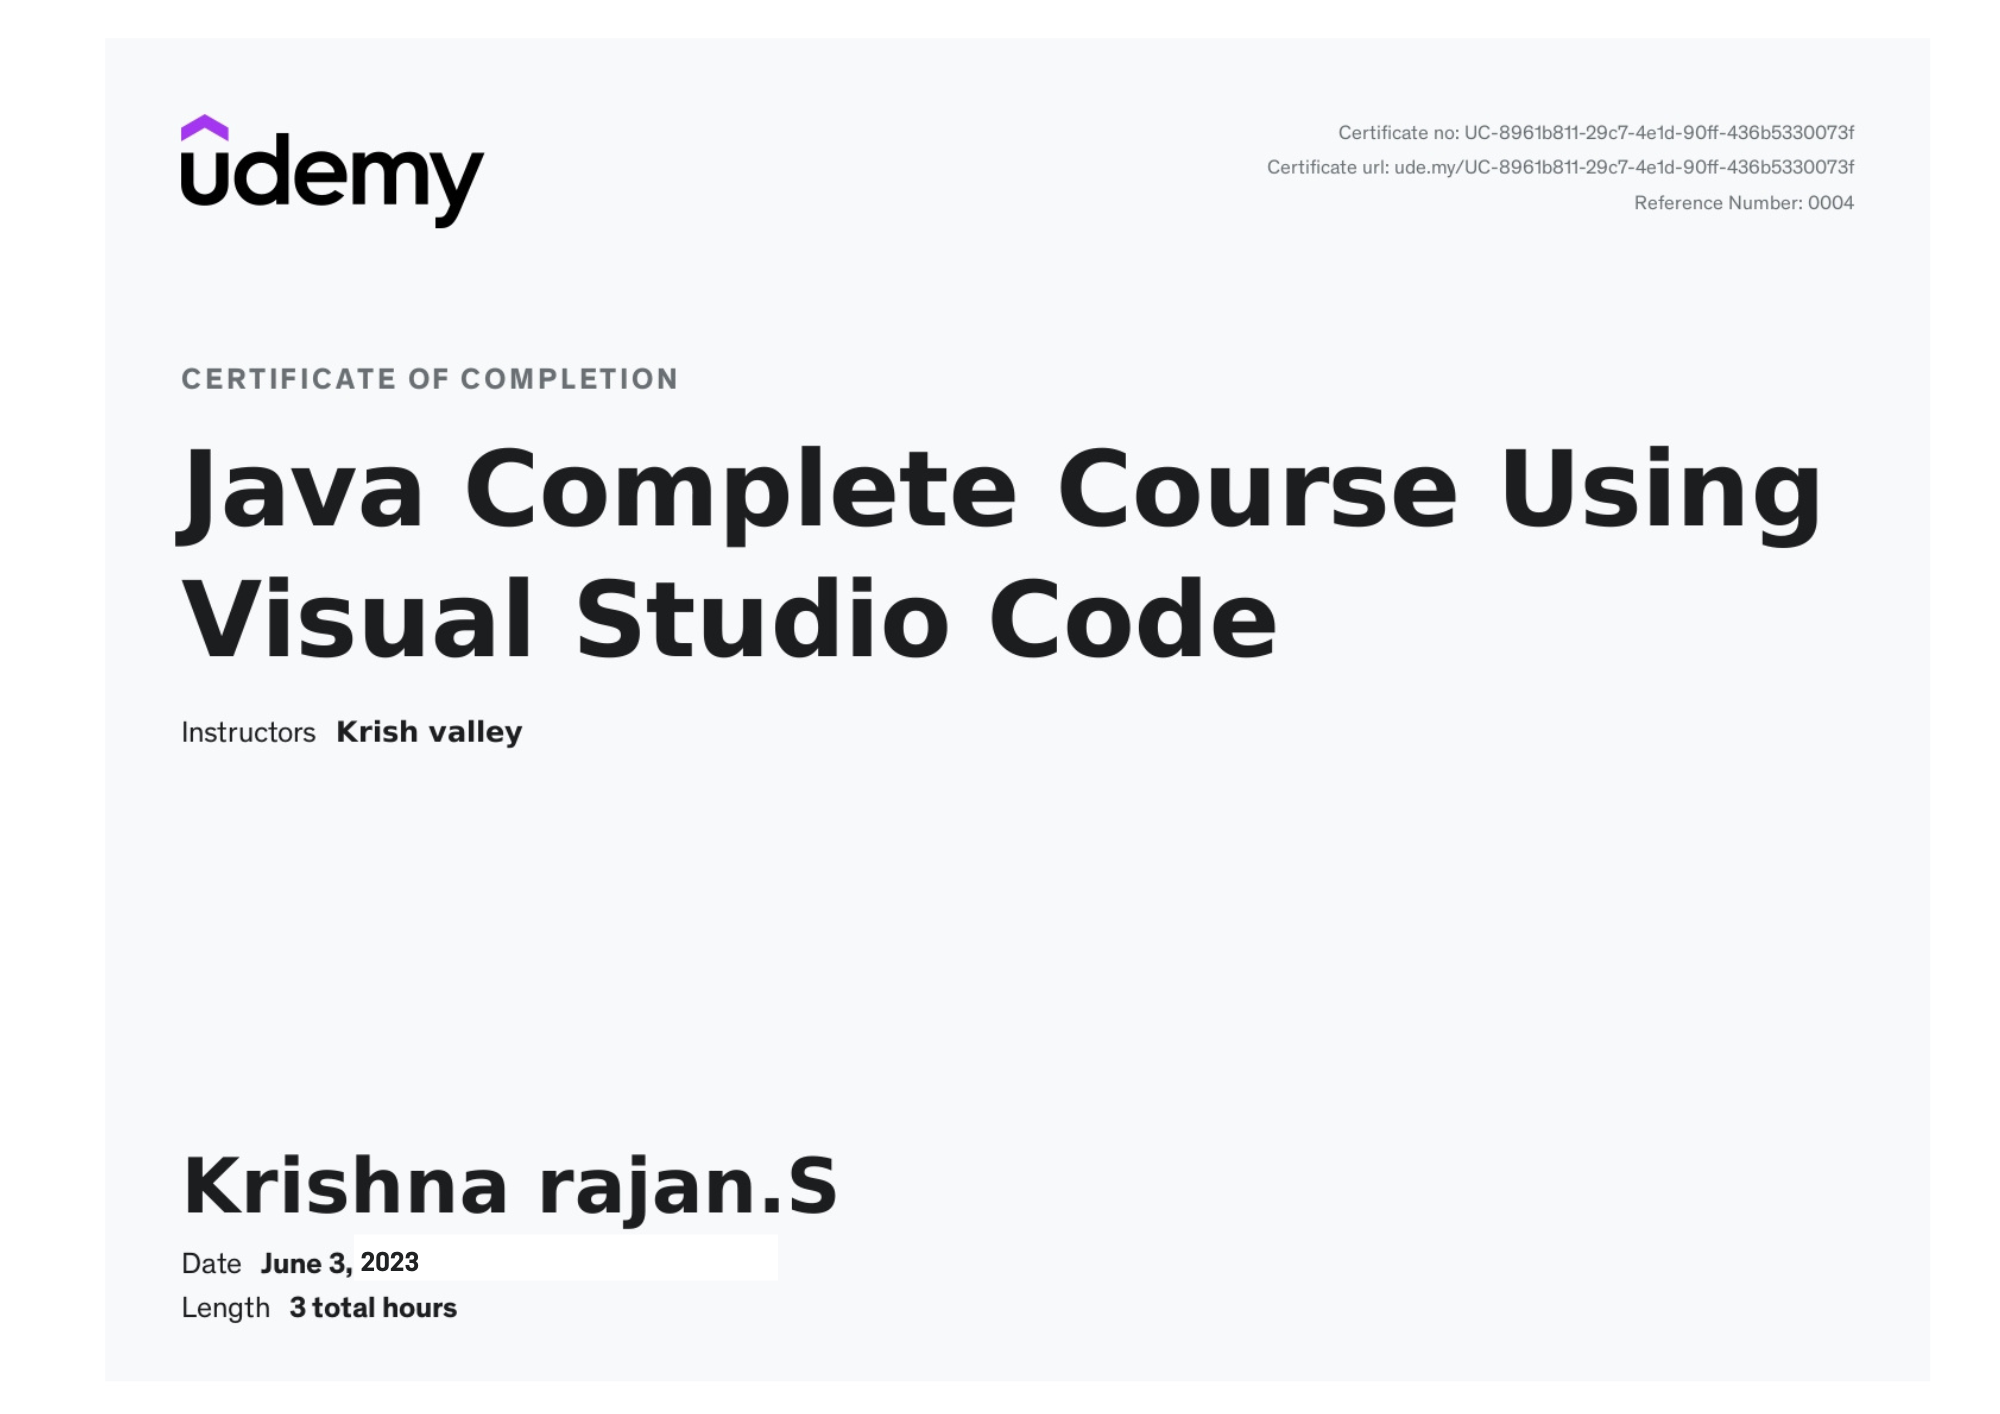 udemy
Certificate no: UC-8961b811-29c7-4e1d-90ff-436b5330073f
Certificate url: ude.my/UC-8961b811-29c7-4e1d-90ff-436b5330073f
Reference Number: 0004
CERTIFICATE OF COMPLETION
Java Complete Course Using
Visual Studio Code
Instructors Krish valley
Krishna rajan.S
Date June 3, 2023
Length 3 total hours